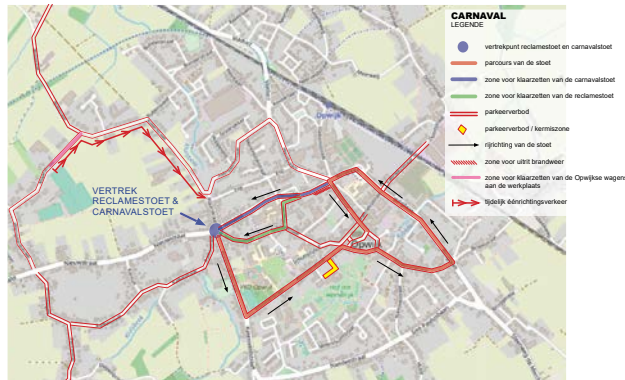 CARNAVAL
LEGENDE
vertrekpunt reclamestoet en carnavalstoet
parcours van de stoet
zone voor klaarzetten van de carnavalstoet
zone voor klaarzetten van de reclamestoet
parkeerverbod
parkeerverbod / kermiszone
rijrichting van de stoet
zone voor uitrit brandweer
zone voor klaarzetten van de Opwijkse wagens
aan de werkplaats
tijdelijk éénrichtingsverkeer
VERTREK
RECLAMESTOET &
CARNAVALSTOET
Opwijk
Opwijk